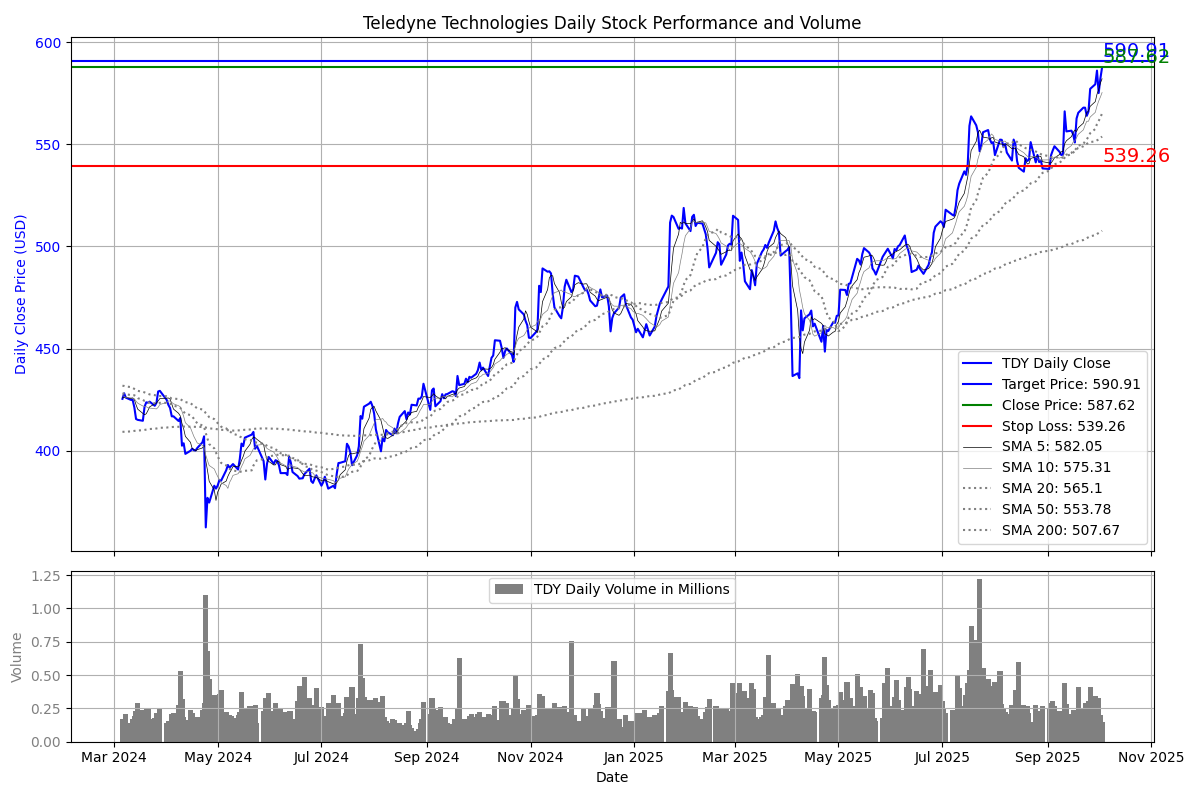 Teledyne Technologies Daily Stock Performance and Volume
600
550
500
450
400
Daily Close Price (USD)
590.91
587.62
539.26
TDY Daily Close
Target Price: 590.91
Close Price: 587.62
Stop Loss: 539.26
SMA 5: 582.05
SMA 10: 575.31
SMA 20: 565.1
SMA 50: 553.78
SMA 200: 507.67
1.25
1.00
0.75
0.50
0.25
0.00
Volume
TDY Daily Volume in Millions
Mar 2024 May 2024 Jul 2024 Sep 2024 Nov 2024 Jan 2025 Mar 2025 May 2025 Jul 2025 Sep 2025 Nov 2025
Date